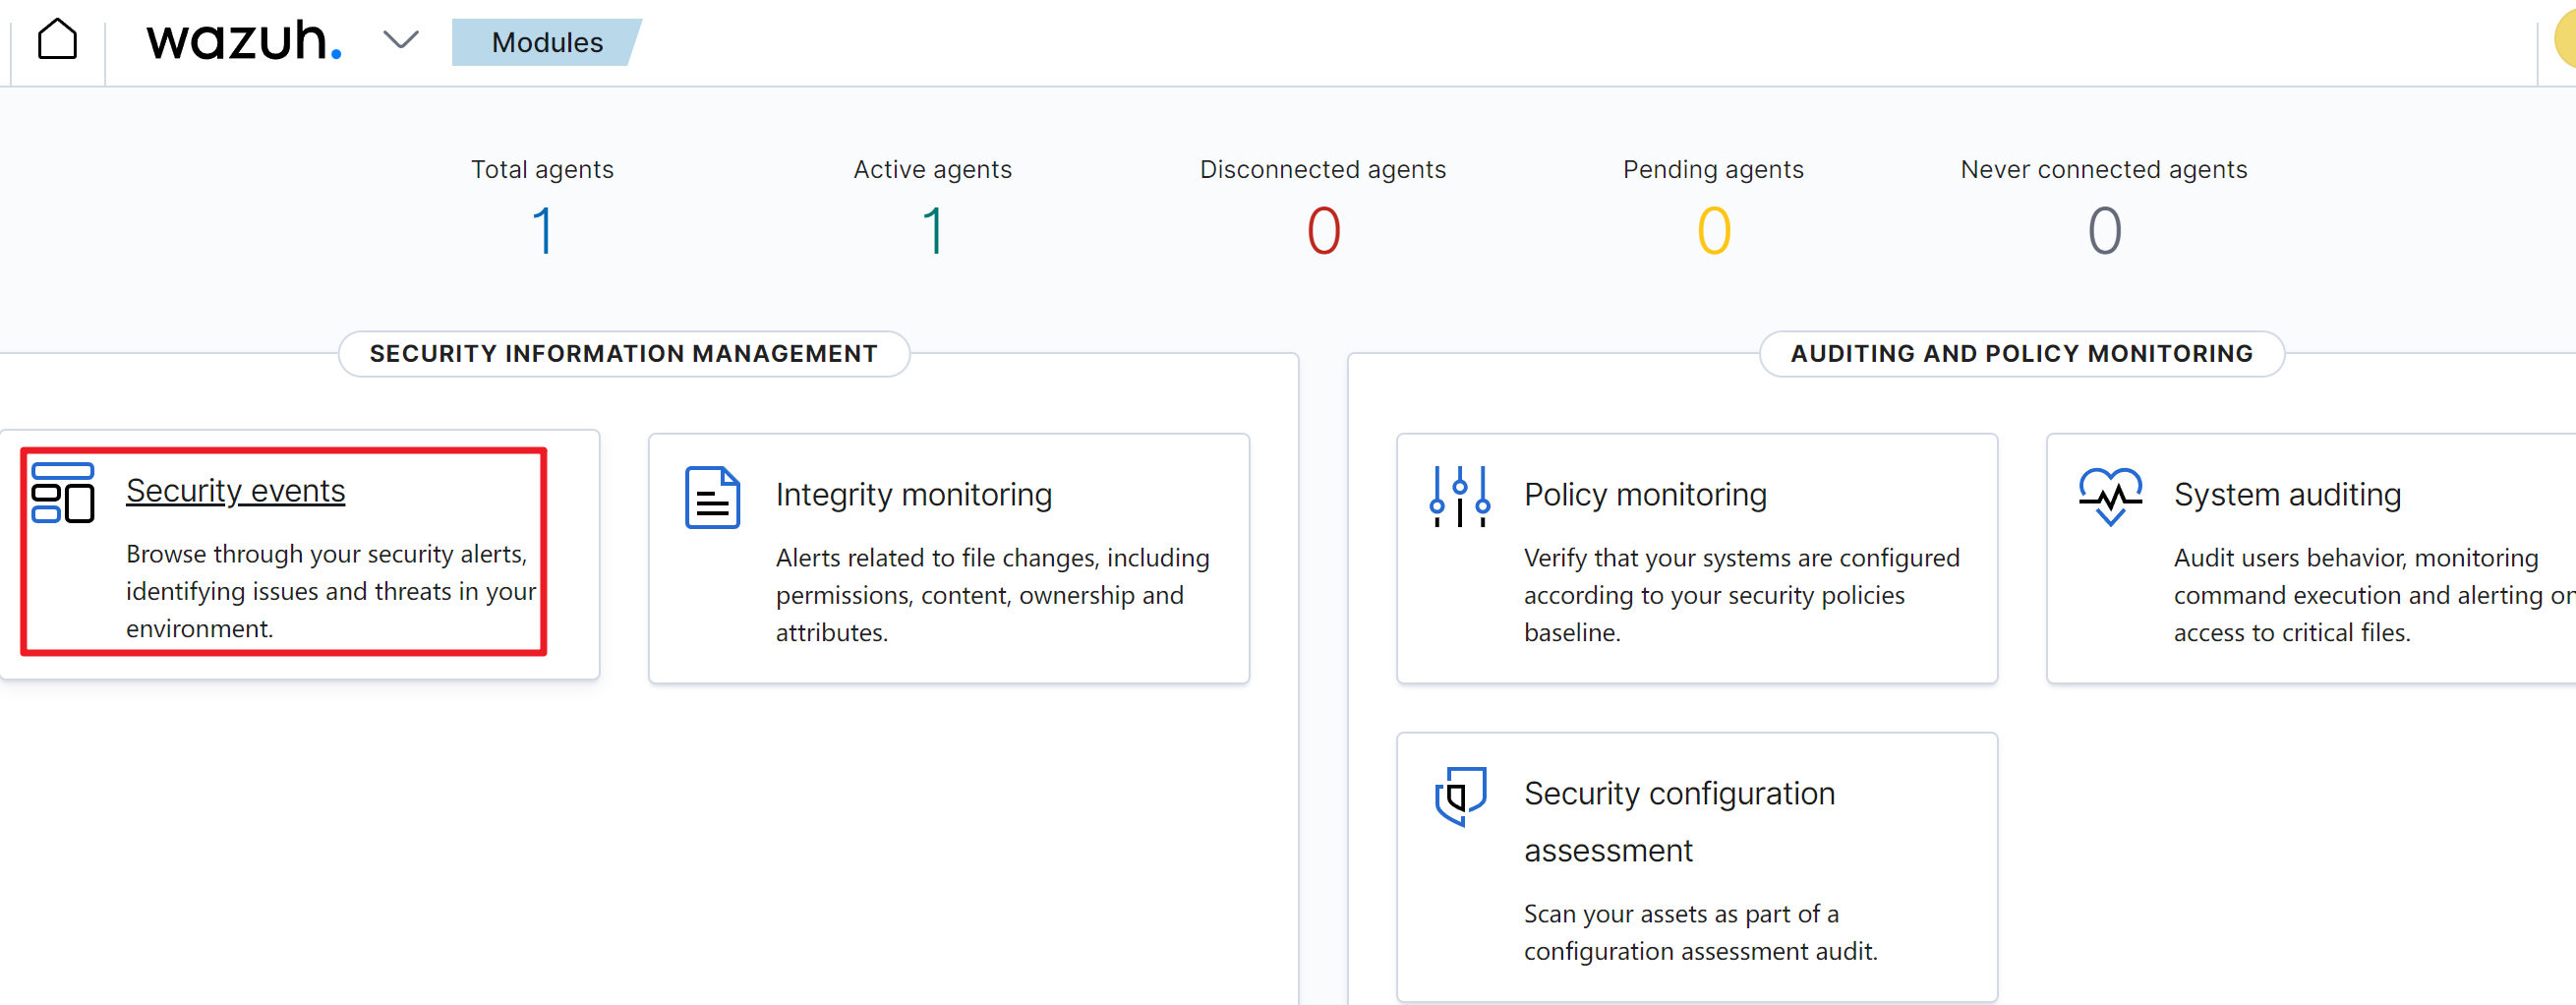 wazuh.
Modules
Total agents
1
Active agents
1
Disconnected agents
0
Pending agents
0
Never connected agents
0
SECURITY INFORMATION MANAGEMENT
Security events
Browse through your security alerts,
identifying issues and threats in your
environment.
Integrity monitoring
Alerts related to file changes, including
permissions, content, ownership and
attributes.
AUDITING AND POLICY MONITORING
Policy monitoring
Verify that your systems are configured
according to your security policies
baseline.
System auditing
Audit users behavior, monitoring
command execution and alerting on
access to critical files.
Security configuration
assessment
Scan your assets as part of a
configuration assessment audit.